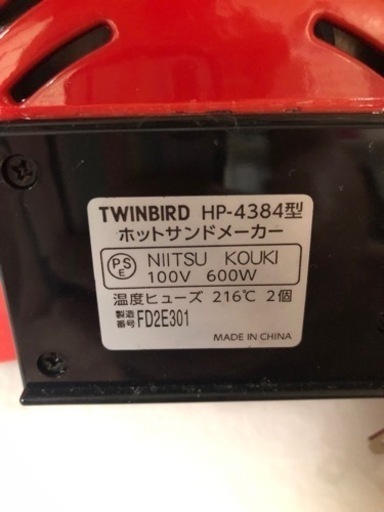 TWINBIRD HP-4384型
ホットサンドメーカー
PSE NIITSU KOUKI
100V 600W
温度ヒューズ 216℃ 2個
製造番号 FD2E301
MADE IN CHINA